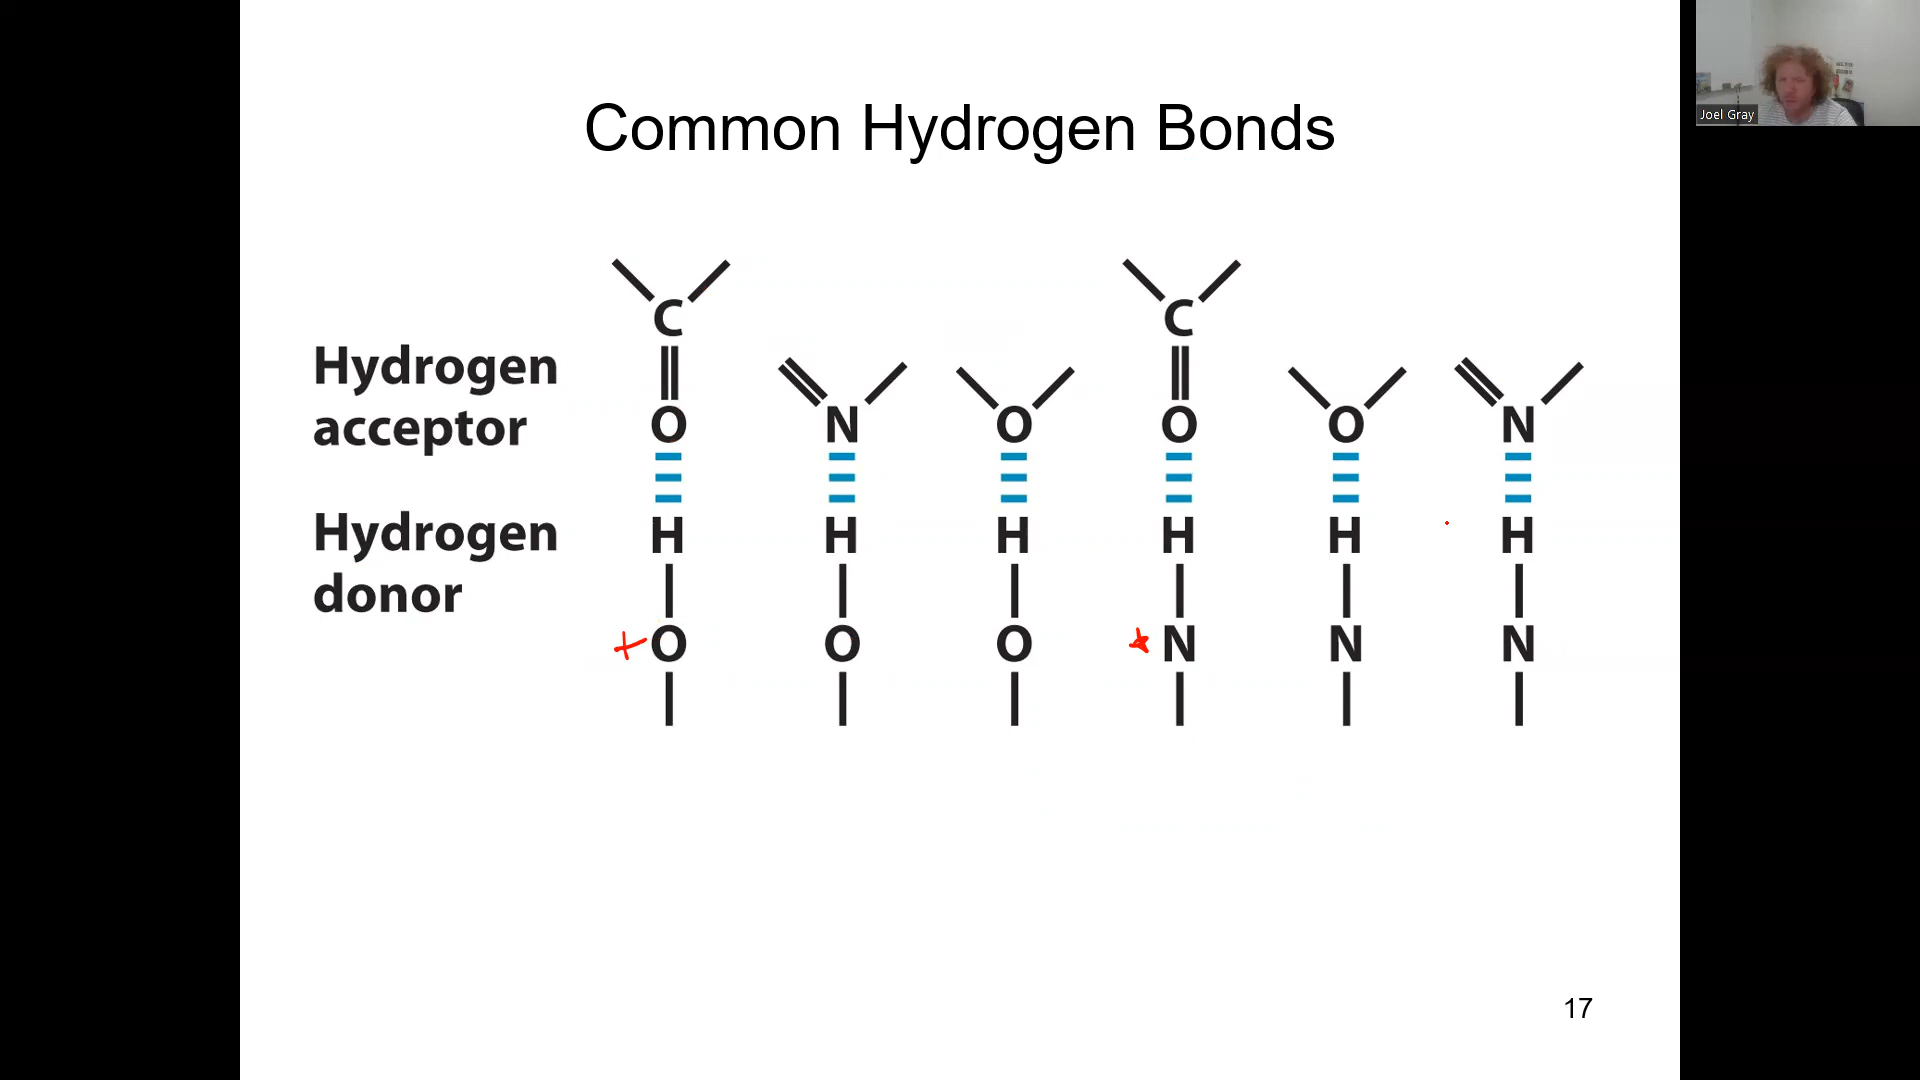 Joel Gray
Common Hydrogen Bonds
C C
Hydrogen
acceptor
O N O O O N
Hydrogen
donor
H H H H H H
O O O N N N
17